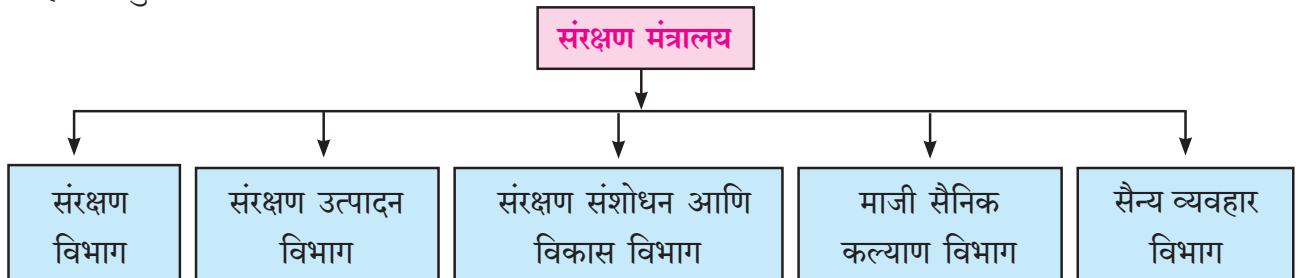 संरक्षण मंत्रालय
संरक्षण
विभाग
संरक्षण उत्पादन
विभाग
संरक्षण संशोधन आणि
विकास विभाग
माजी सैनिक
कल्याण विभाग
सैन्य व्यवहार
विभाग